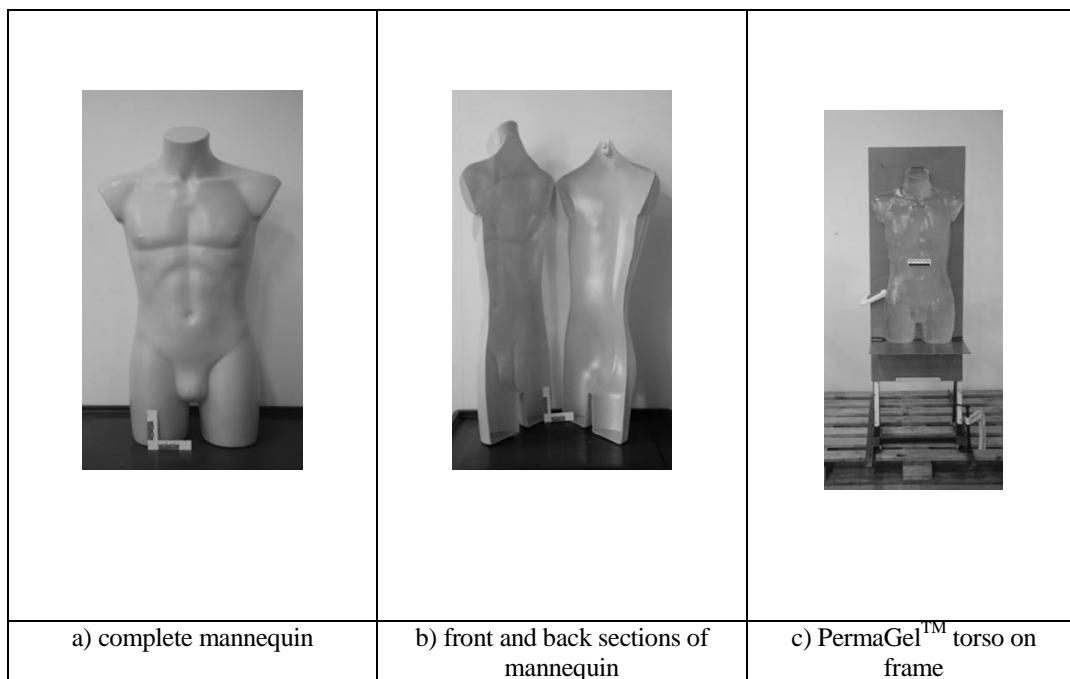 a) complete mannequin
b) front and back sections of
mannequin
c) PermaGel™ torso on
frame